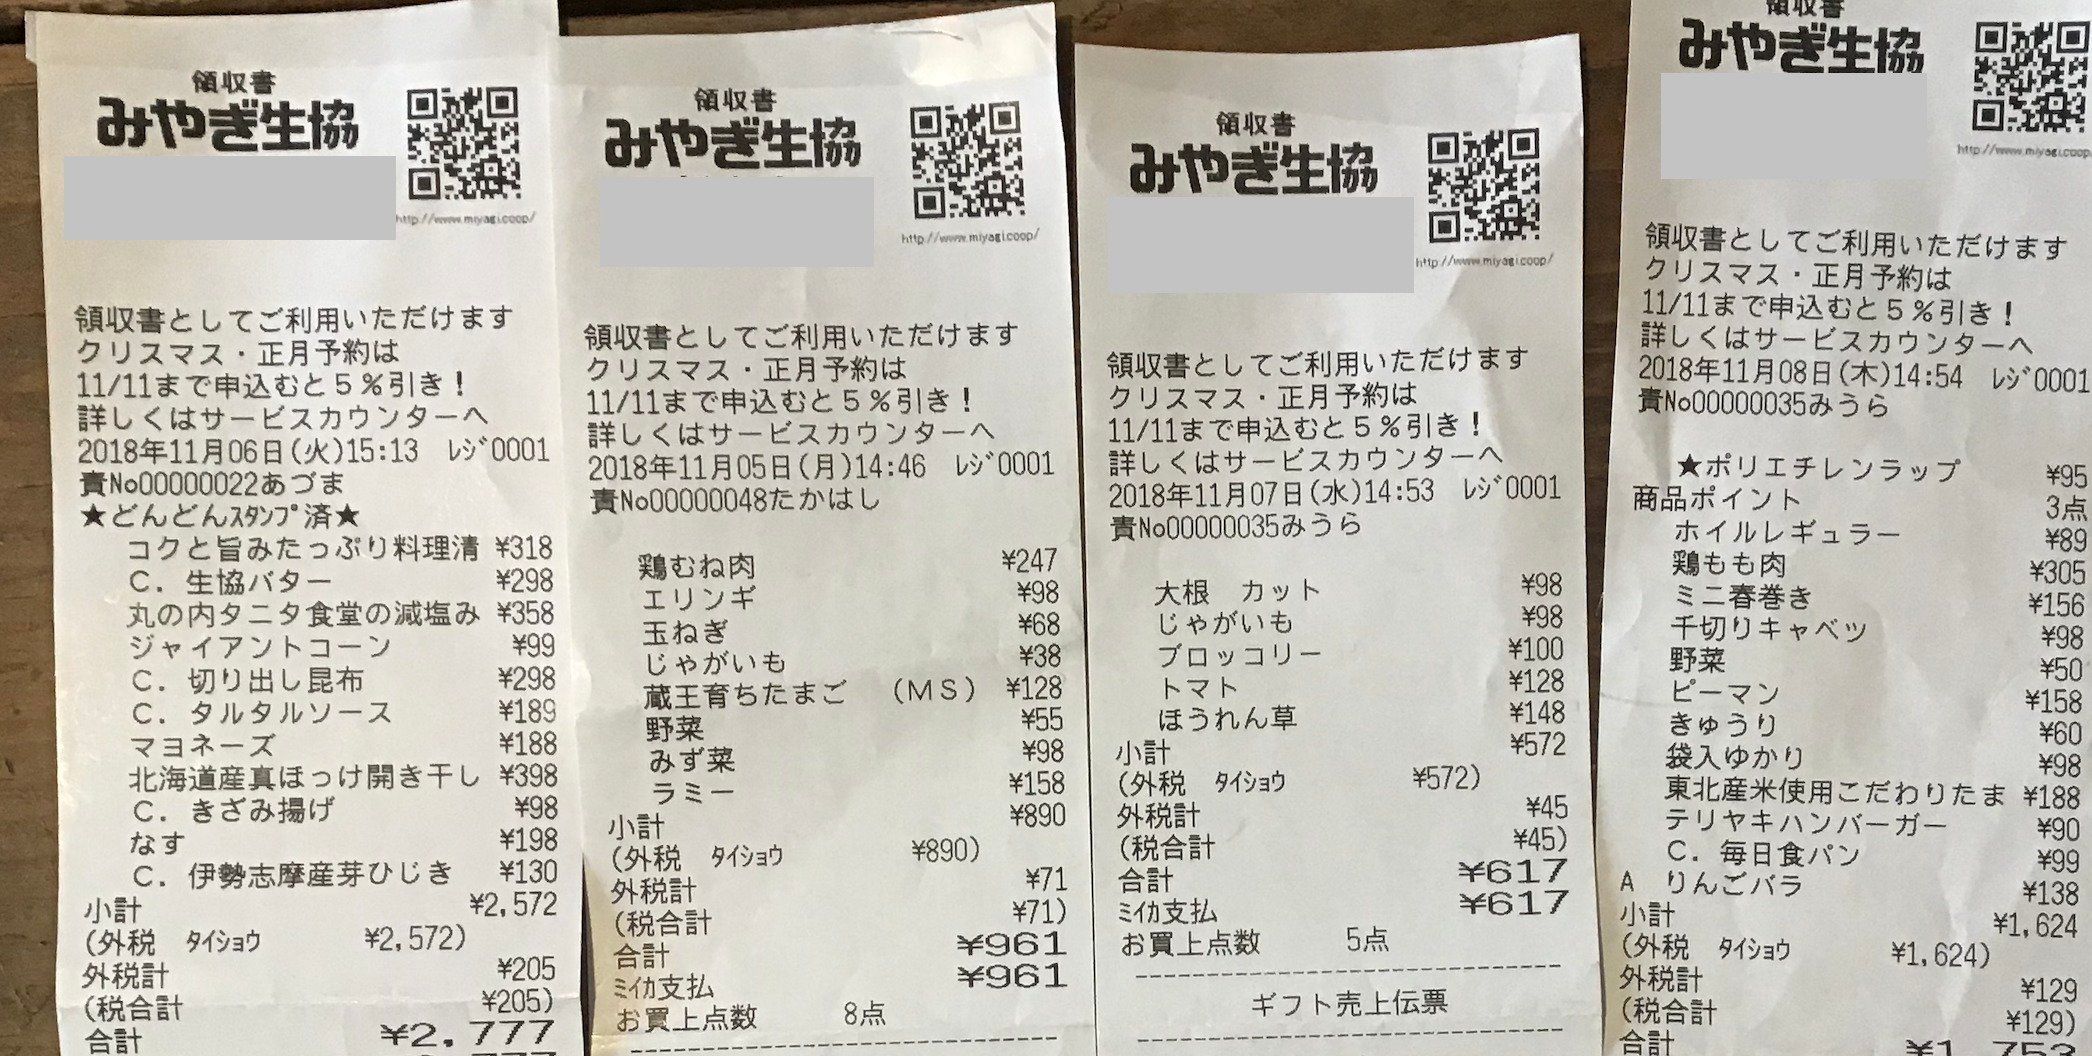 領収書
みやぎ生協
http://www.miyagi.coop/
領収書としてご利用いただけます
クリスマス・正月予約は
11/11まで申込むと5%引き!
詳しくはサービスカウンターへ
2018年11月06日(火)15:13 ﾚｼﾞ0001
責No00000022あづま
★どんどんｽﾀﾝﾌﾟ済★
コクと旨みたっぷり料理清 ¥318
C. 生協バター ¥298
丸の内タニタ食堂の減塩み ¥358
ジャイアントコーン ¥99
C. 切り出し昆布 ¥298
C. タルタルソース ¥189
マヨネーズ ¥188
北海道産真ほっけ開き干し ¥398
C. きざみ揚げ ¥98
なす ¥198
C. 伊勢志摩産芽ひじき ¥130
小計 ¥2,572
(外税 ﾀｲｼｮｳ ¥2,572)
外税計 ¥205
(税合計 ¥205)
合計 ¥2,777
領収書
みやぎ生協
http://www.miyagi.coop/
領収書としてご利用いただけます
クリスマス・正月予約は
11/11まで申込むと5%引き!
詳しくはサービスカウンターへ
2018年11月05日(月)14:46 ﾚｼﾞ0001
責No00000048たかはし
鶏むね肉 ¥247
エリンギ ¥98
玉ねぎ ¥68
じゃがいも ¥38
蔵王育ちたまご (MS) ¥128
野菜 ¥55
みず菜 ¥98
ラミー ¥158
小計 ¥890
(外税 ﾀｲｼｮｳ ¥890)
外税計 ¥71
(税合計 ¥71)
合計 ¥961
ﾐｲｶ支払 ¥961
お買上点数 8点
領収書
みやぎ生協
http://www.miyagi.coop/
領収書としてご利用いただけます
クリスマス・正月予約は
11/11まで申込むと5%引き!
詳しくはサービスカウンターへ
2018年11月07日(水)14:53 ﾚｼﾞ0001
責No00000035みうら
大根 カット ¥98
じゃがいも ¥98
ブロッコリー ¥100
トマト ¥128
ほうれん草 ¥148
小計 ¥572
(外税 ﾀｲｼｮｳ ¥572)
外税計 ¥45
(税合計 ¥45)
合計 ¥617
ﾐｲｶ支払 ¥617
お買上点数 5点
ギフト売上伝票
領収書
みやぎ生協
http://www.miyagi.coop
領収書としてご利用いただけます
クリスマス・正月予約は
11/11まで申込むと5%引き!
詳しくはサービスカウンターへ
2018年11月08日(木)14:54 ﾚｼﾞ0001
責No00000035みうら
★ポリエチレンラップ ¥95
商品ポイント 3点
ホイルレギュラー ¥89
鶏もも肉 ¥305
ミニ春巻き ¥156
千切りキャベツ ¥98
野菜 ¥50
ピーマン ¥158
きゅうり ¥60
袋入ゆかり ¥98
東北産米使用こだわりたま ¥188
テリヤキハンバーガー ¥90
C. 毎日食パン ¥99
A りんごバラ ¥138
小計 ¥1,624
(外税 ﾀｲｼｮｳ ¥1,624)
外税計 ¥129
(税合計 ¥129)
合計 ¥1,753